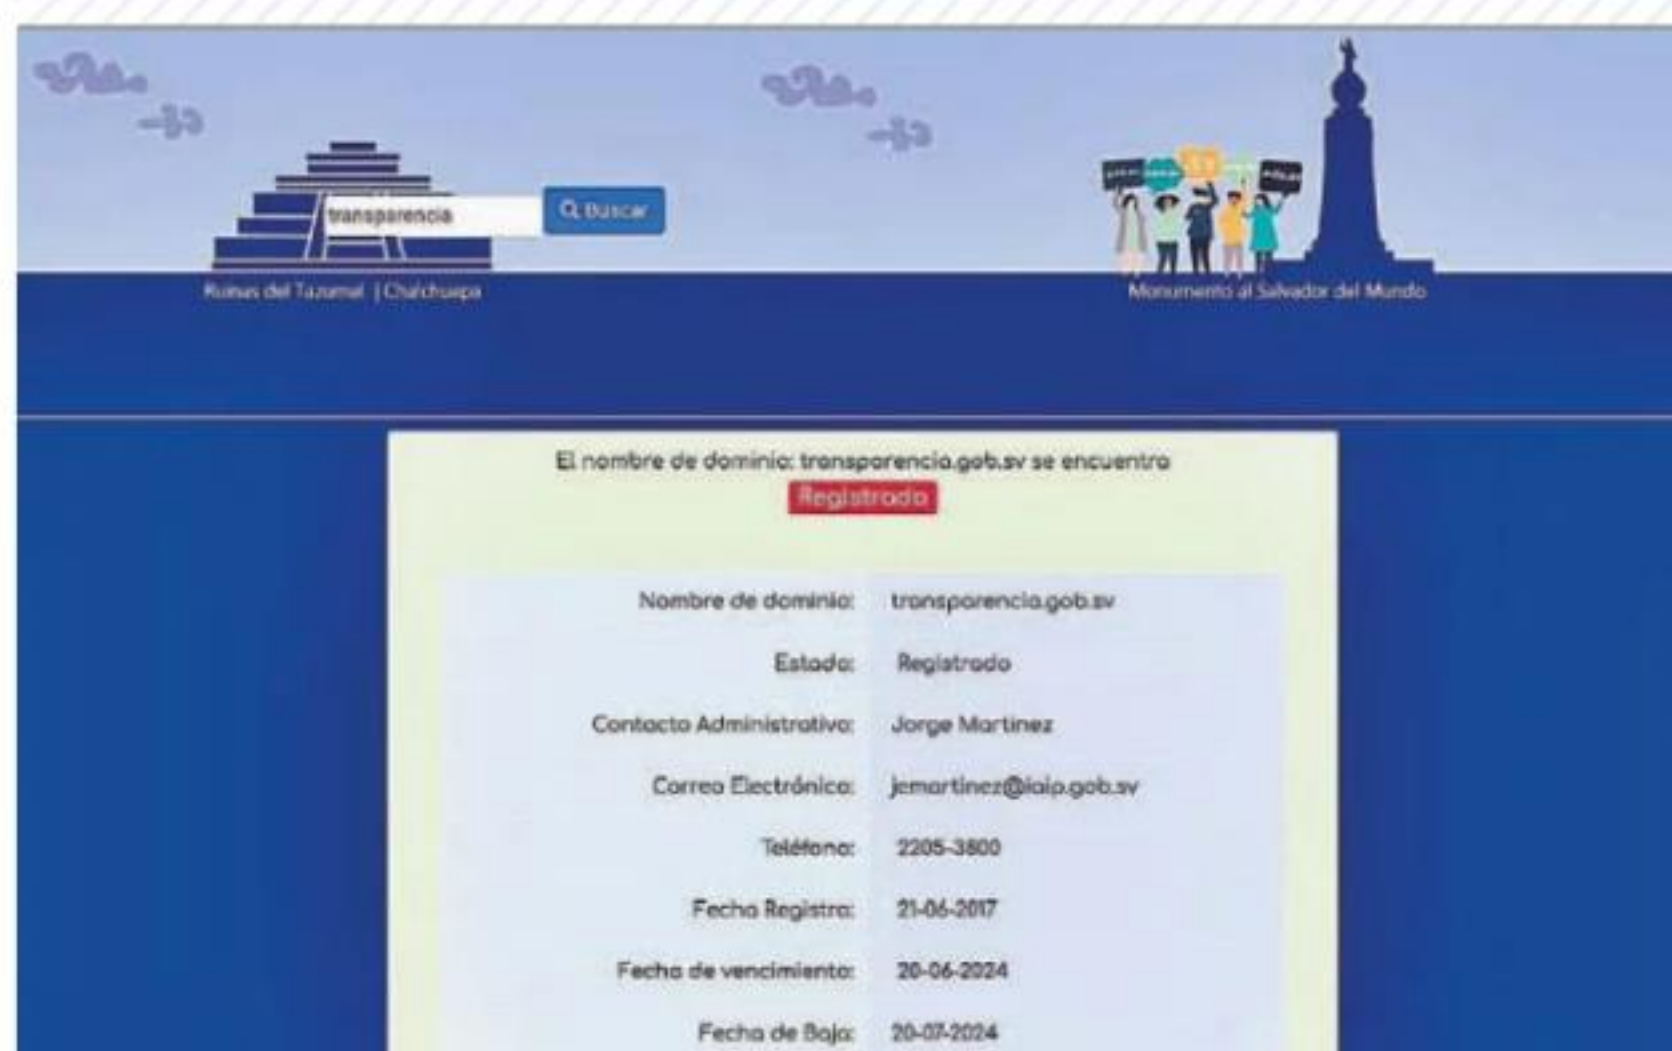 transparencia
Buscar
Ruinas del Tazumal | Chalchuapa
Monumento al Salvador del Mundo
El nombre de dominio: transparencia.gob.sv se encuentra
Registrado
Nombre de dominio: transparencia.gob.sv
Estado: Registrado
Contacto Administrativo: Jorge Martinez
Correo Electrónico: jemartinez@iaip.gob.sv
Teléfono: 2205-3800
Fecha Registro: 21-06-2017
Fecha de vencimiento: 20-06-2024
Fecha de Baja: 20-07-2024